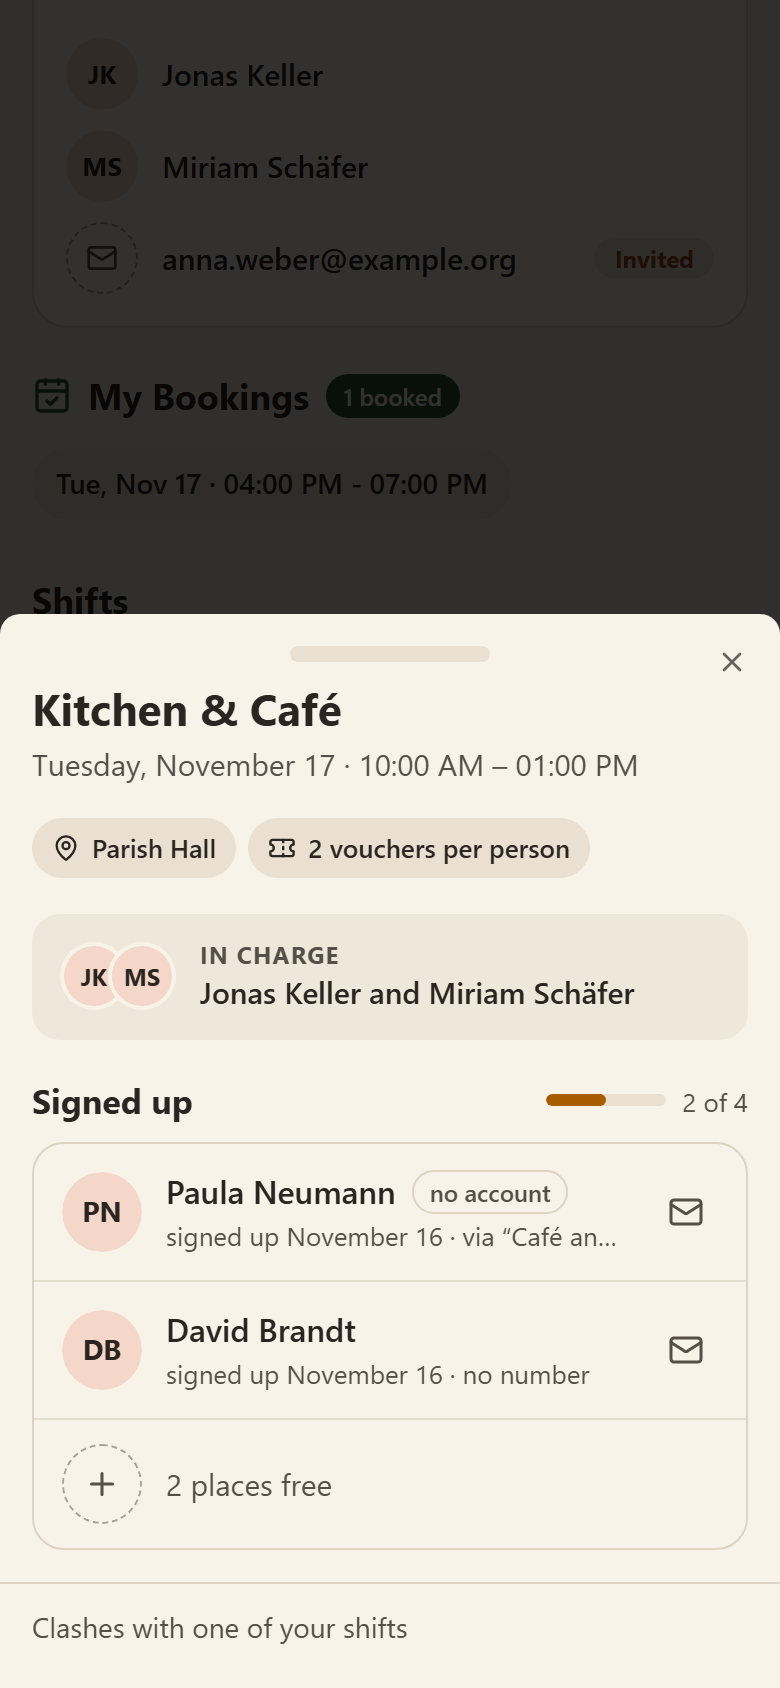 JK Jonas Keller
MS Miriam Schäfer
anna.weber@example.org Invited
My Bookings 1 booked
Tue, Nov 17 · 04:00 PM - 07:00 PM
Shifts
Kitchen & Café
Tuesday, November 17 · 10:00 AM – 01:00 PM
Parish Hall 2 vouchers per person
IN CHARGE
JK MS Jonas Keller and Miriam Schäfer
Signed up 2 of 4
PN Paula Neumann no account
signed up November 16 · via “Café an...
DB David Brandt
signed up November 16 · no number
2 places free
Clashes with one of your shifts